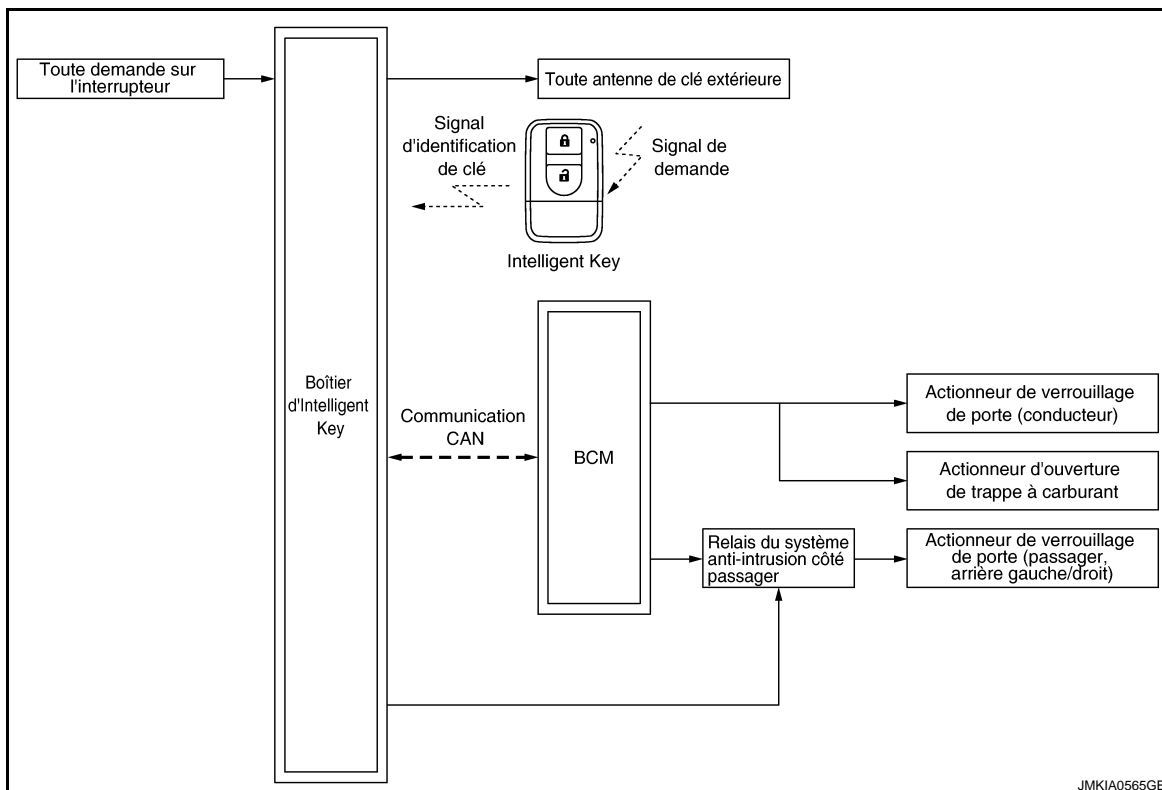 Toute demande sur
l'interrupteur
Toute antenne de clé extérieure
Signal
d'identification
de clé
Signal de
demande
Intelligent Key
Boîtier
d'Intelligent
Key
Communication
CAN
BCM
Actionneur de verrouillage
de porte (conducteur)
Actionneur d'ouverture
de trappe à carburant
Relais du système
anti-intrusion côté
passager
Actionneur de verrouillage
de porte (passager,
arrière gauche/droit)
JMKIA0565GB